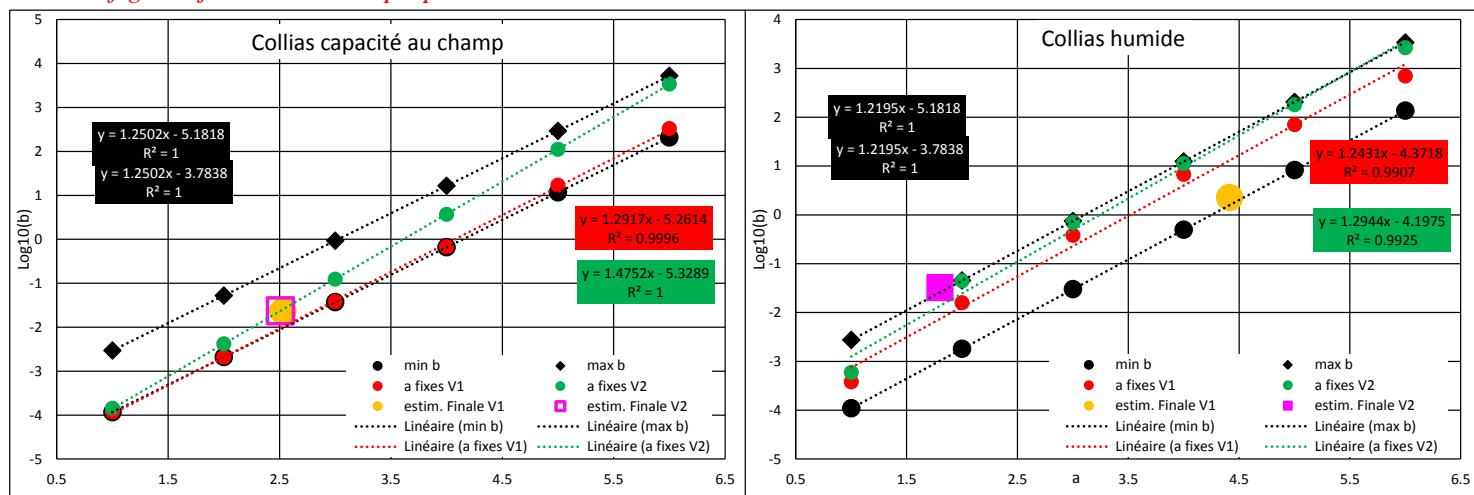 Collias capacité au champ
5
4
3
2
1
0
-1
-2
-3
-4
-5
Log10(b)
y = 1.2502x - 5.1818
R² = 1
y = 1.2502x - 3.7838
R² = 1
y = 1.2917x - 5.2614
R² = 0.9996
y = 1.4752x - 5.3289
R² = 1
min b
max b
a fixes V1
a fixes V2
estim. Finale V1
estim. Finale V2
Linéaire (min b)
Linéaire (max b)
Linéaire (a fixes V1)
Linéaire (a fixes V2)
0.5 1.5 2.5 3.5 4.5 5.5 6.5
Collias humide
4
3
2
1
0
-1
-2
-3
-4
-5
Log10(b)
y = 1.2195x - 5.1818
R² = 1
y = 1.2195x - 3.7838
R² = 1
y = 1.2431x - 4.3718
R² = 0.9907
y = 1.2944x - 4.1975
R² = 0.9925
min b
max b
a fixes V1
a fixes V2
estim. Finale V1
estim. Finale V2
Linéaire (min b)
Linéaire (max b)
Linéaire (a fixes V1)
Linéaire (a fixes V2)
0.5 1.5 2.5 a 3.5 4.5 5.5 6.5